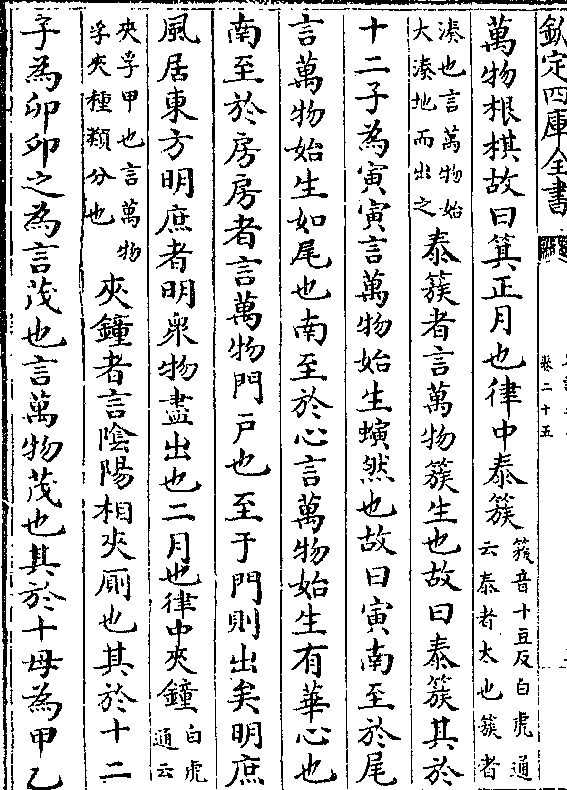 欽定四庫全書
卷二十五
萬物根棋故曰箕正月也律中泰簇簇音十豆反白虎通云泰者太也簇者
湊也言萬物始大湊地而出之泰簇者言萬物簇生也故曰泰簇其於
十二子為寅寅言萬物始生螾然也故曰寅南至於尾
言萬物始生如尾也南至於心言萬物始生有華心也
南至於房房者言萬物門戸也至于門則出矣明庶
風居東方明庶者明衆物盡出也二月也律中夾鐘白虎通云
夾孚甲也言萬物孚夾種類分也夾鐘者言陰陽相夾厠也其於十二
子為卯卯之為言茂也言萬物茂也其於十母為甲乙